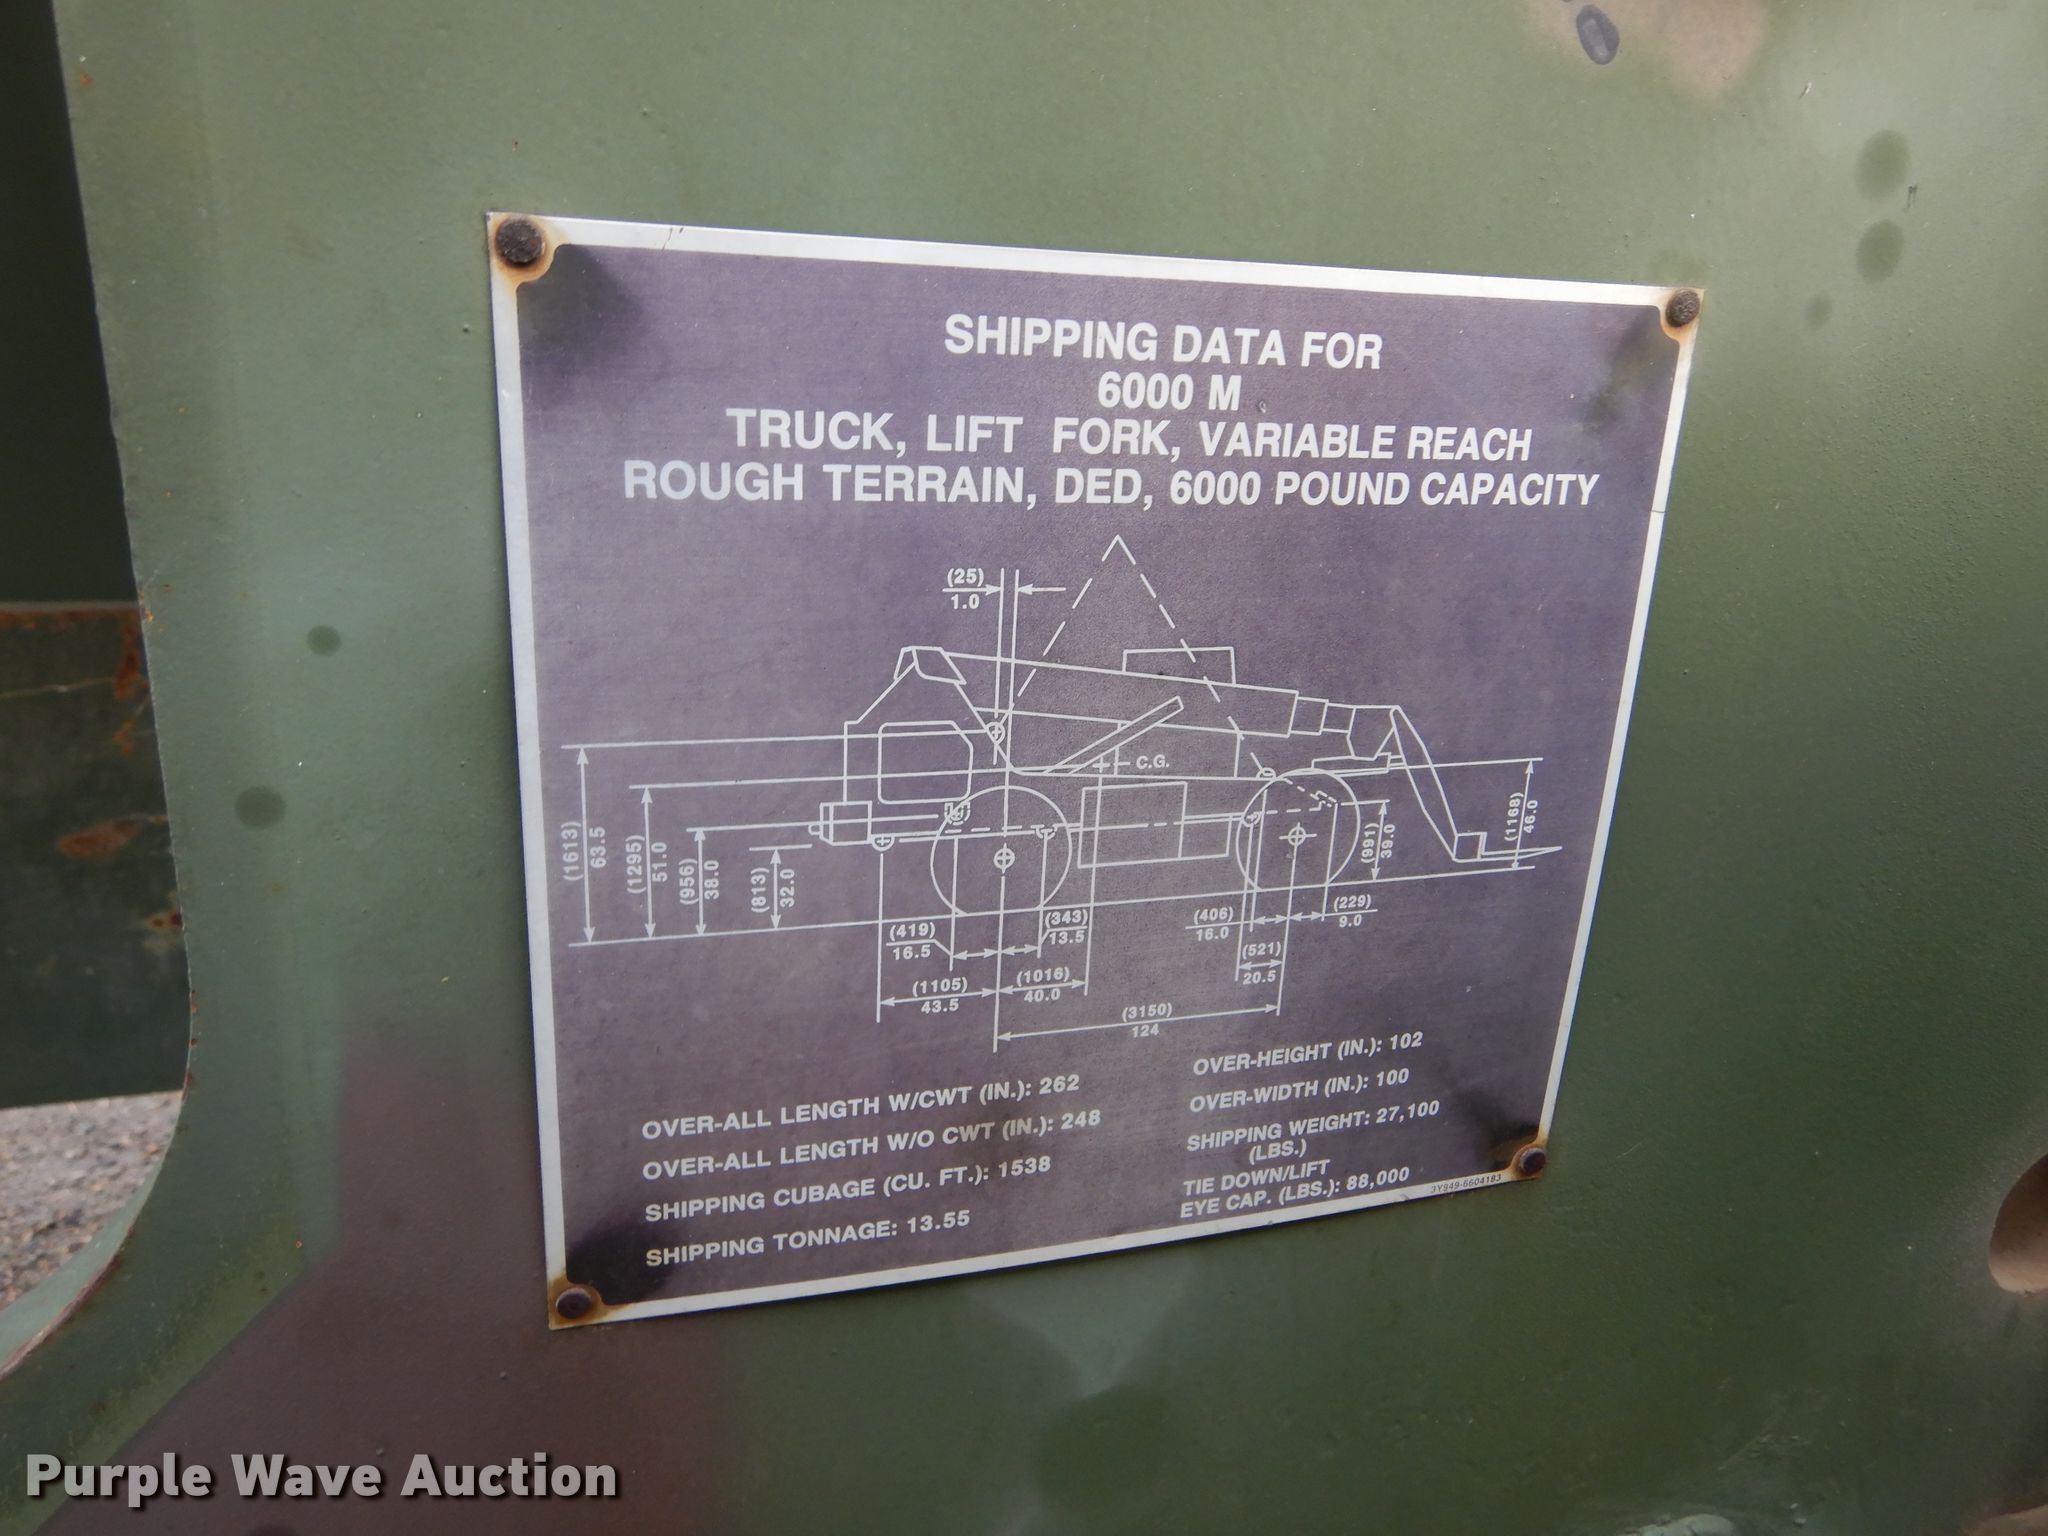 SHIPPING DATA FOR
6000 M
TRUCK, LIFT FORK, VARIABLE REACH
ROUGH TERRAIN, DED, 6000 POUND CAPACITY
(25)
1.0
C.G.
(1613)
63.5
(1295)
51.0
(956)
38.0
(813)
32.0
(991)
39.0
(1168)
46.0
(419)
16.5
(343)
13.5
(406)
16.0
(229)
9.0
(521)
20.5
(1105)
43.5
(1016)
40.0
(3150)
124
OVER-ALL LENGTH W/CWT (IN.): 262
OVER-ALL LENGTH W/O CWT (IN.): 248
SHIPPING CUBAGE (CU. FT.): 1538
SHIPPING TONNAGE: 13.55
OVER-HEIGHT (IN.): 102
OVER-WIDTH (IN.): 100
SHIPPING WEIGHT: 27,100
(LBS.)
TIE DOWN/LIFT
EYE CAP. (LBS.): 88,000
3Y949-6604183
Purple Wave Auction